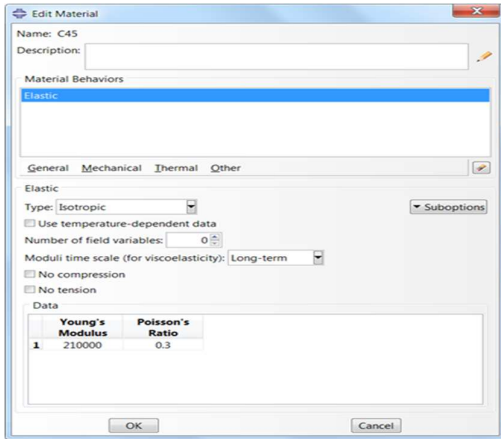 Edit Material
Name: C45
Description:
Material Behaviors
Elastic
General Mechanical Thermal Other
Elastic
Type: Isotropic
Suboptions
Use temperature-dependent data
Number of field variables: 0
Moduli time scale (for viscoelasticity): Long-term
No compression
No tension
Data
Young's Poisson's
Modulus Ratio
1 210000 0.3
OK Cancel